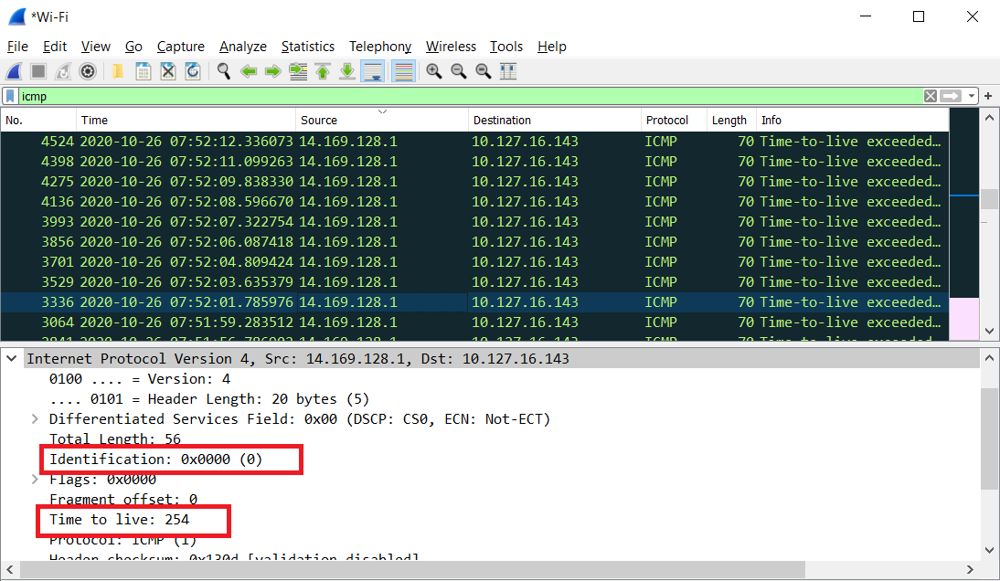 *Wi-Fi
File Edit View Go Capture Analyze Statistics Telephony Wireless Tools Help
icmp
No. Time Source Destination Protocol Length Info
4524 2020-10-26 07:52:12.336073 14.169.128.1 10.127.16.143 ICMP 70 Time-to-live exceeded…
4398 2020-10-26 07:52:11.099263 14.169.128.1 10.127.16.143 ICMP 70 Time-to-live exceeded…
4275 2020-10-26 07:52:09.838330 14.169.128.1 10.127.16.143 ICMP 70 Time-to-live exceeded…
4136 2020-10-26 07:52:08.596670 14.169.128.1 10.127.16.143 ICMP 70 Time-to-live exceeded…
3993 2020-10-26 07:52:07.322754 14.169.128.1 10.127.16.143 ICMP 70 Time-to-live exceeded…
3856 2020-10-26 07:52:06.087418 14.169.128.1 10.127.16.143 ICMP 70 Time-to-live exceeded…
3701 2020-10-26 07:52:04.809424 14.169.128.1 10.127.16.143 ICMP 70 Time-to-live exceeded…
3529 2020-10-26 07:52:03.635379 14.169.128.1 10.127.16.143 ICMP 70 Time-to-live exceeded…
3336 2020-10-26 07:52:01.785976 14.169.128.1 10.127.16.143 ICMP 70 Time-to-live exceeded…
3064 2020-10-26 07:51:59.283512 14.169.128.1 10.127.16.143 ICMP 70 Time-to-live exceeded…
Internet Protocol Version 4, Src: 14.169.128.1, Dst: 10.127.16.143
0100 .... = Version: 4
.... 0101 = Header Length: 20 bytes (5)
Differentiated Services Field: 0x00 (DSCP: CS0, ECN: Not-ECT)
Total Length: 56
Identification: 0x0000 (0)
Flags: 0x0000
Fragment offset: 0
Time to live: 254
Protocol: ICMP (1)
Header checksum: 0x130d [validation disabled]